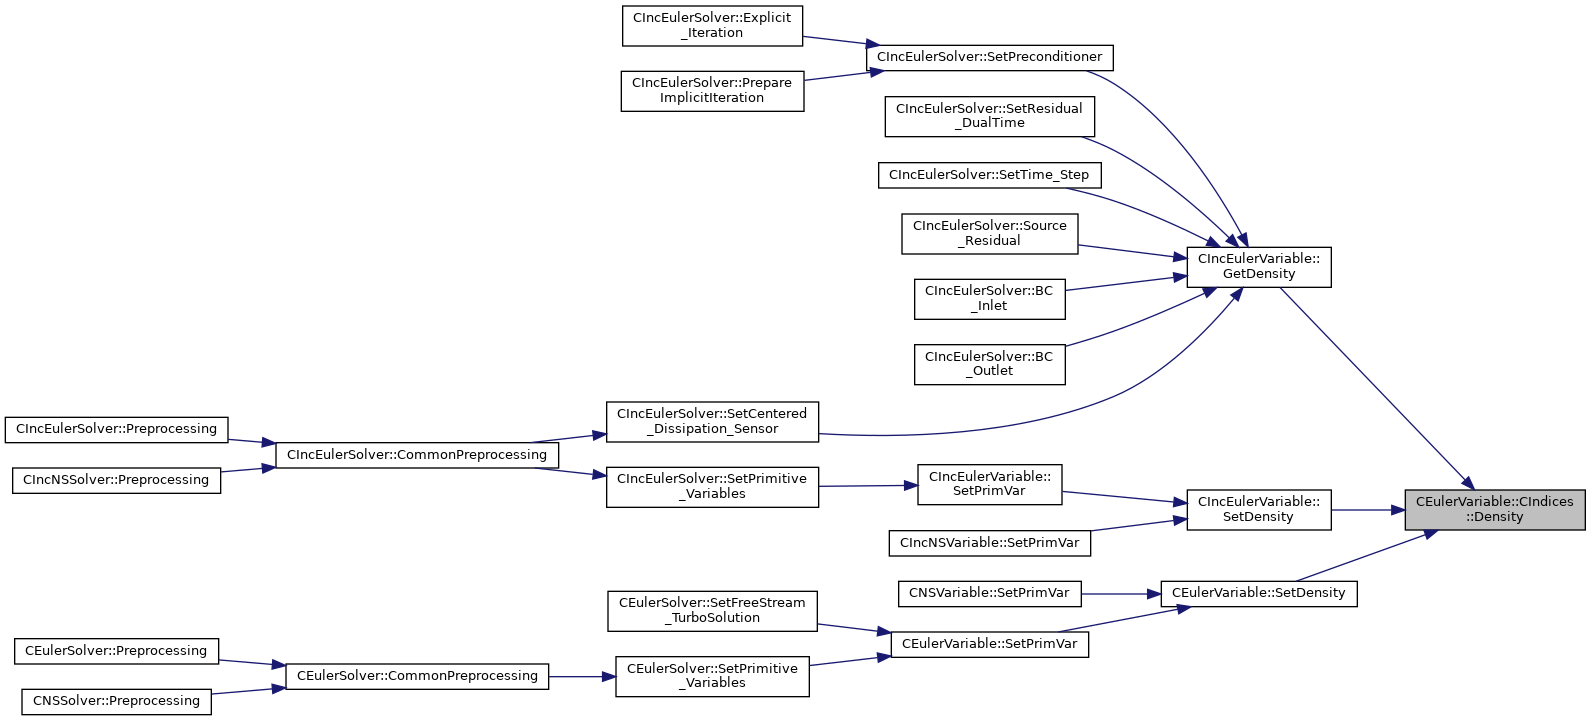 CIncEulerSolver::Explicit
_Iteration
CIncEulerSolver::SetPreconditioner
CIncEulerSolver::Prepare
ImplicitIteration
CIncEulerSolver::SetResidual
_DualTime
CIncEulerSolver::SetTime_Step
CIncEulerSolver::Source
_Residual
CIncEulerVariable::
GetDensity
CIncEulerSolver::BC
_Inlet
CIncEulerSolver::BC
_Outlet
CIncEulerSolver::SetCentered
_Dissipation_Sensor
CIncEulerSolver::Preprocessing
CIncEulerSolver::CommonPreprocessing
CIncNSSolver::Preprocessing
CIncEulerSolver::SetPrimitive
_Variables
CIncEulerVariable::
SetPrimVar
CIncEulerVariable::
SetDensity
CEulerVariable::CIndices
::Density
CIncNSVariable::SetPrimVar
CNSVariable::SetPrimVar
CEulerVariable::SetDensity
CEulerSolver::SetFreeStream
_TurboSolution
CEulerVariable::SetPrimVar
CEulerSolver::Preprocessing
CEulerSolver::CommonPreprocessing
CEulerSolver::SetPrimitive
_Variables
CNSSolver::Preprocessing